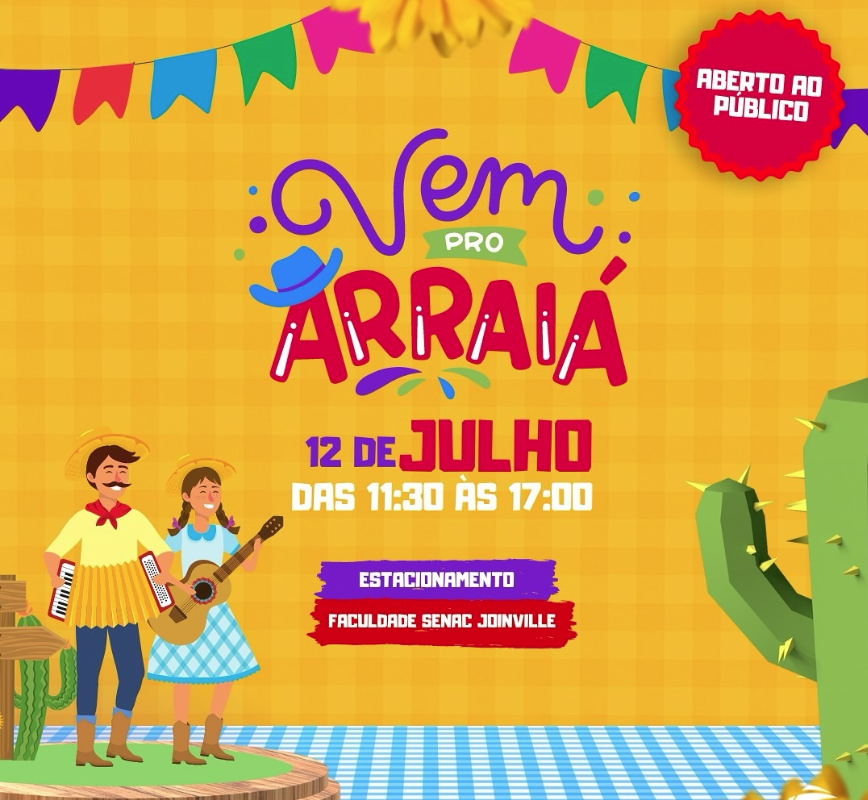 ABERTO AO
PÚBLICO
Vem
PRO
ARRAIÁ
12 DE JULHO
DAS 11:30 ÀS 17:00
ESTACIONAMENTO
FACULDADE SENAC JOINVILLE